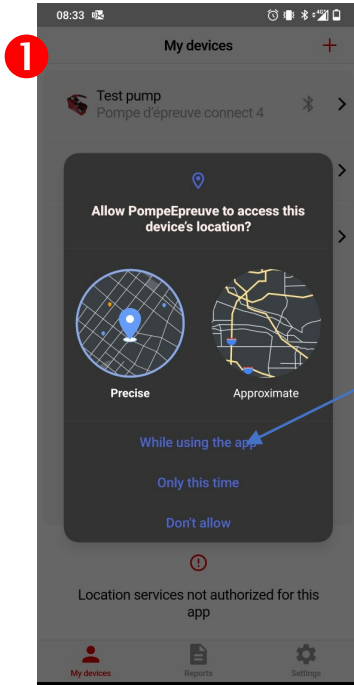 08:33
4G
1
My devices
+
Test pump
Pompe d'épreuve connect 4
Allow PompeEpreuve to access this
device's location?
Precise
Approximate
While using the app
Only this time
Don't allow
Location services not authorized for this
app
My devices
Reports
Settings